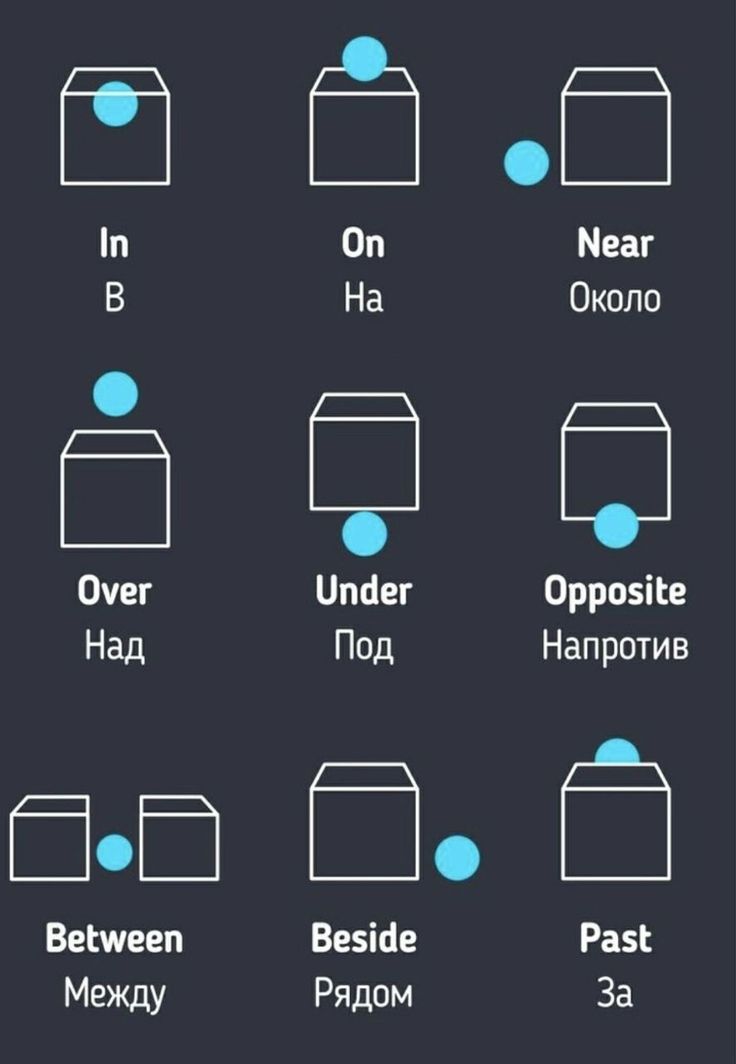 In
В
On
На
Near
Около
Over
Над
Under
Под
Opposite
Напротив
Between
Между
Beside
Рядом
Past
За